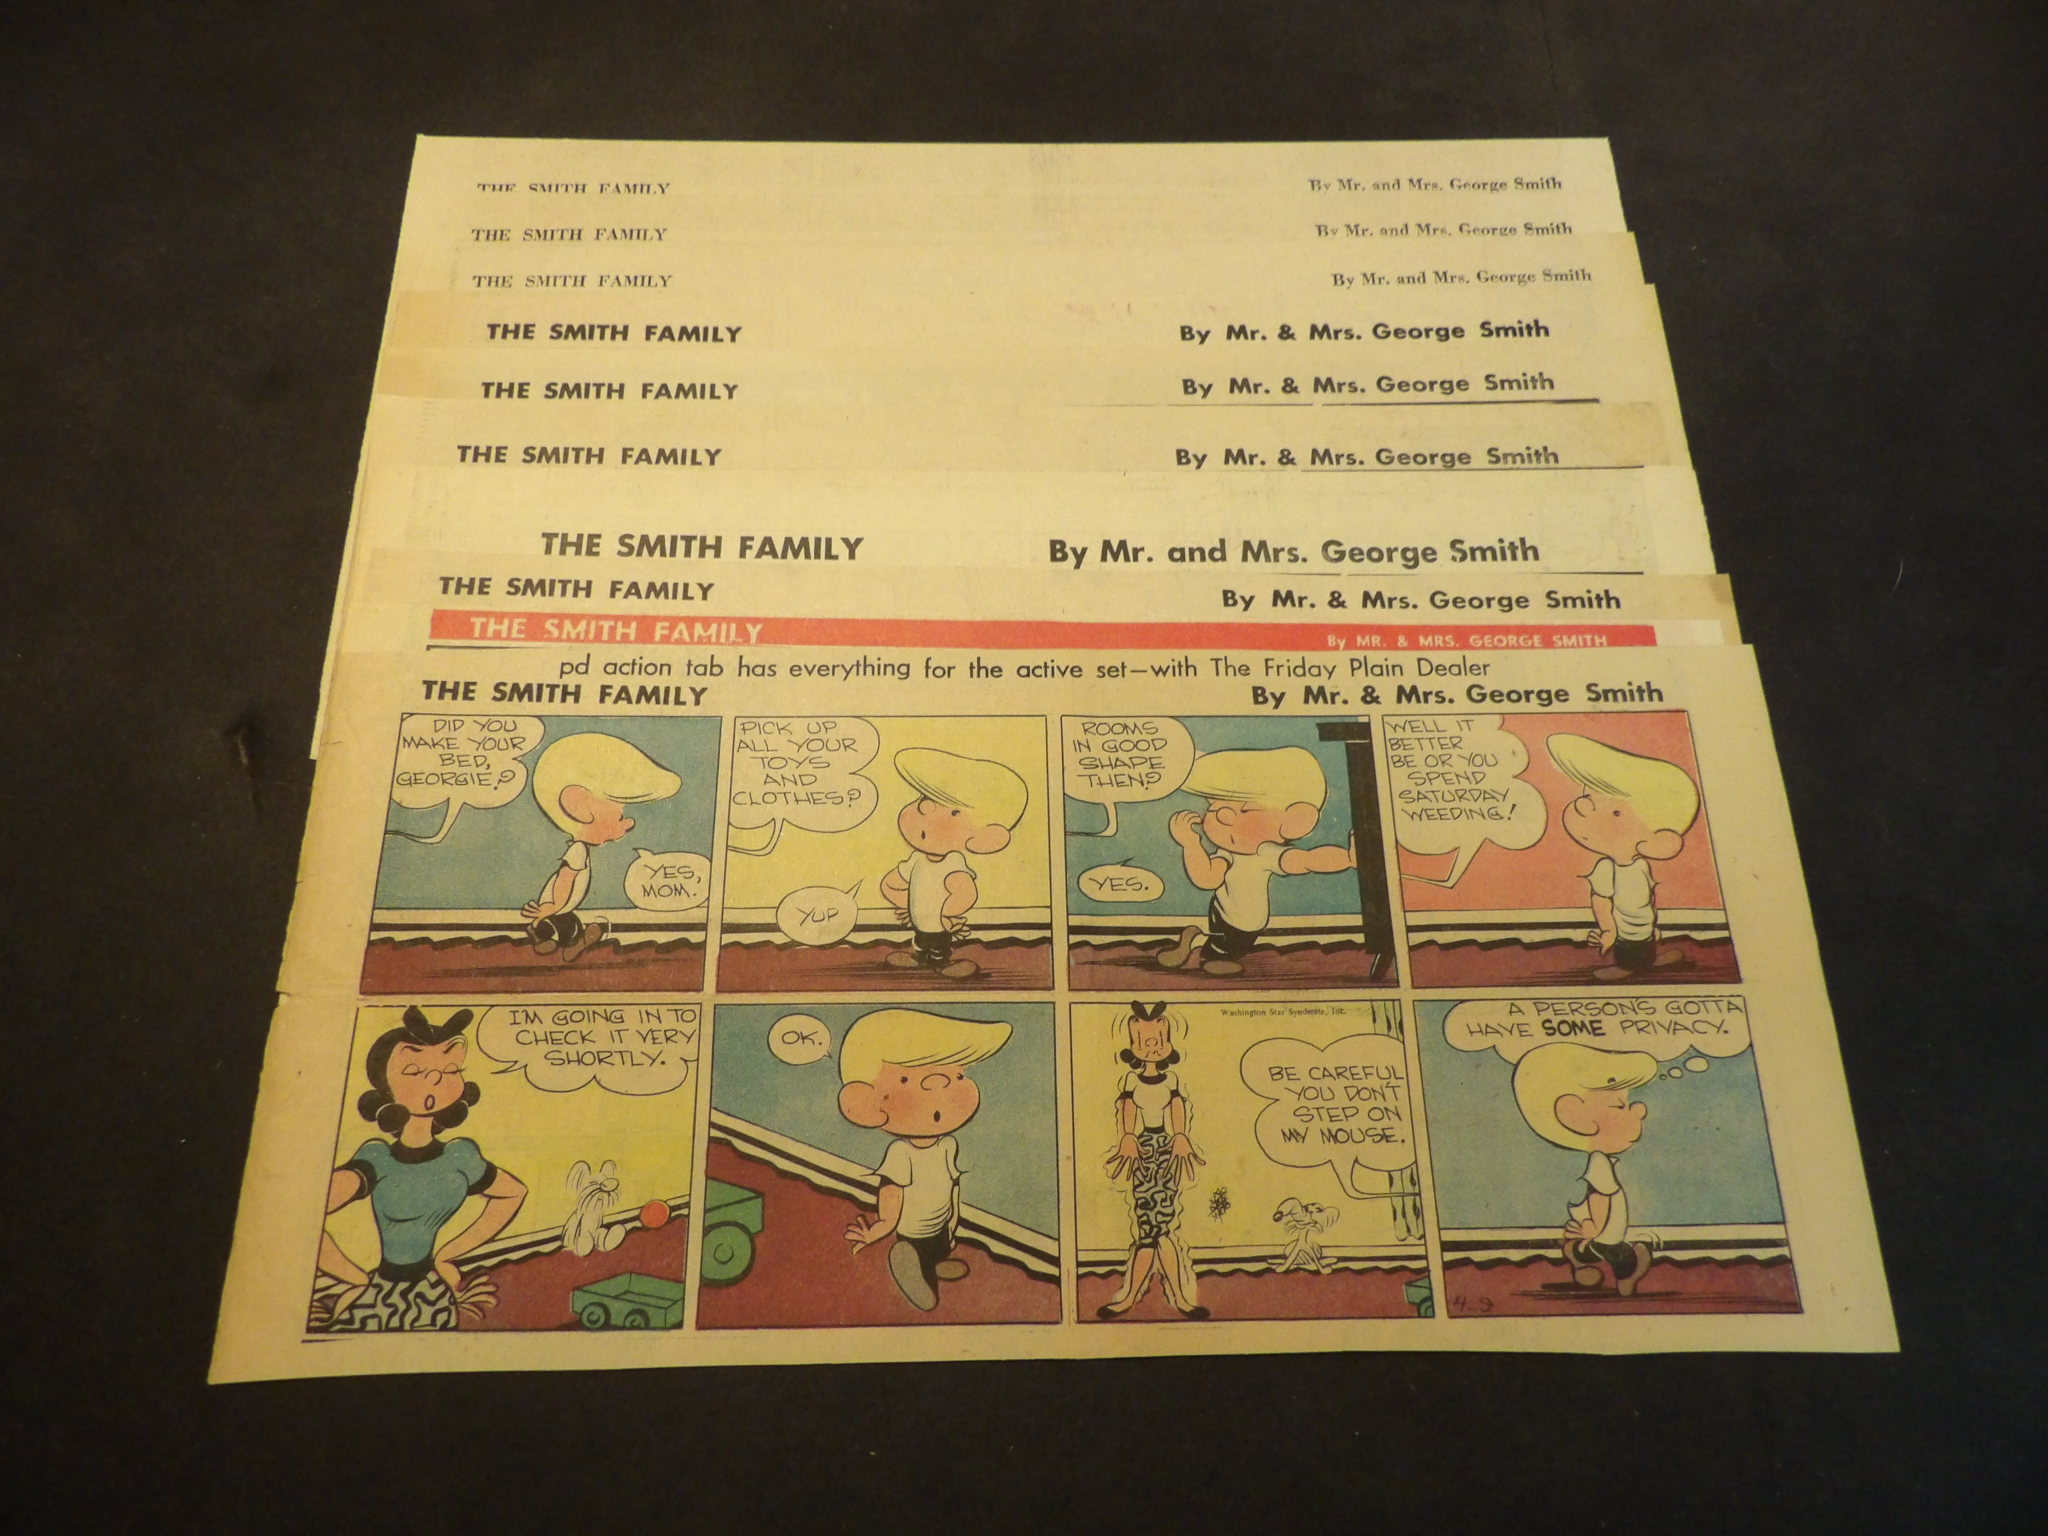 THE SMITH FAMILY By Mr. and Mrs. George Smith
THE SMITH FAMILY By Mr. and Mrs. George Smith
THE SMITH FAMILY By Mr. and Mrs. George Smith
THE SMITH FAMILY By Mr. & Mrs. George Smith
THE SMITH FAMILY By Mr. & Mrs. George Smith
THE SMITH FAMILY By Mr. & Mrs. George Smith
THE SMITH FAMILY By Mr. and Mrs. George Smith
THE SMITH FAMILY By Mr. & Mrs. George Smith
THE SMITH FAMILY By MR. & MRS. GEORGE SMITH
pd action tab has everything for the active set—with The Friday Plain Dealer
THE SMITH FAMILY By Mr. & Mrs. George Smith
DID YOU
MAKE YOUR
BED,
GEORGIE?
YES,
MOM.
PICK UP
ALL YOUR
TOYS
AND
CLOTHES?
YUP
ROOMS
IN GOOD
SHAPE
THEN?
YES.
WELL IT
BETTER
BE OR YOU
SPEND
SATURDAY
WEEDING!
I'M GOING IN TO
CHECK IT VERY
SHORTLY.
OK.
Washington Star Syndicate, Inc.
BE CAREFUL
YOU DON'T
STEP ON
MY MOUSE.
A PERSON'S GOTTA
HAVE SOME PRIVACY.
4-9